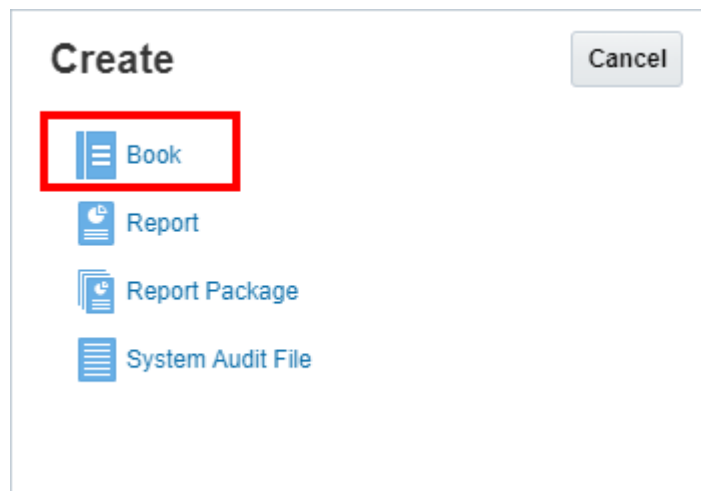 Create
Cancel
Book
Report
Report Package
System Audit File